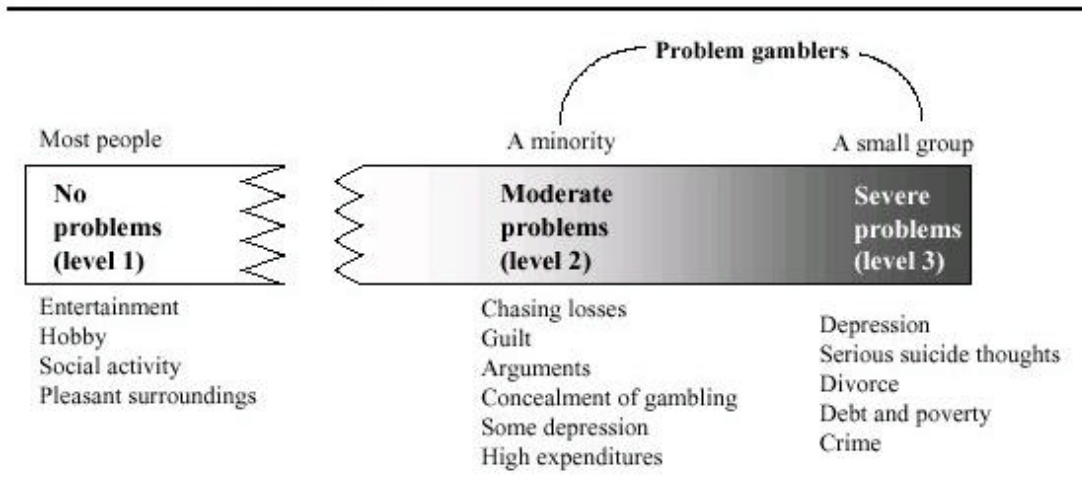 Problem gamblers
Most people
A minority
A small group
No
problems
(level 1)
Moderate
problems
(level 2)
Severe
problems
(level 3)
Entertainment
Hobby
Social activity
Pleasant surroundings
Chasing losses
Guilt
Arguments
Concealment of gambling
Some depression
High expenditures
Depression
Serious suicide thoughts
Divorce
Debt and poverty
Crime